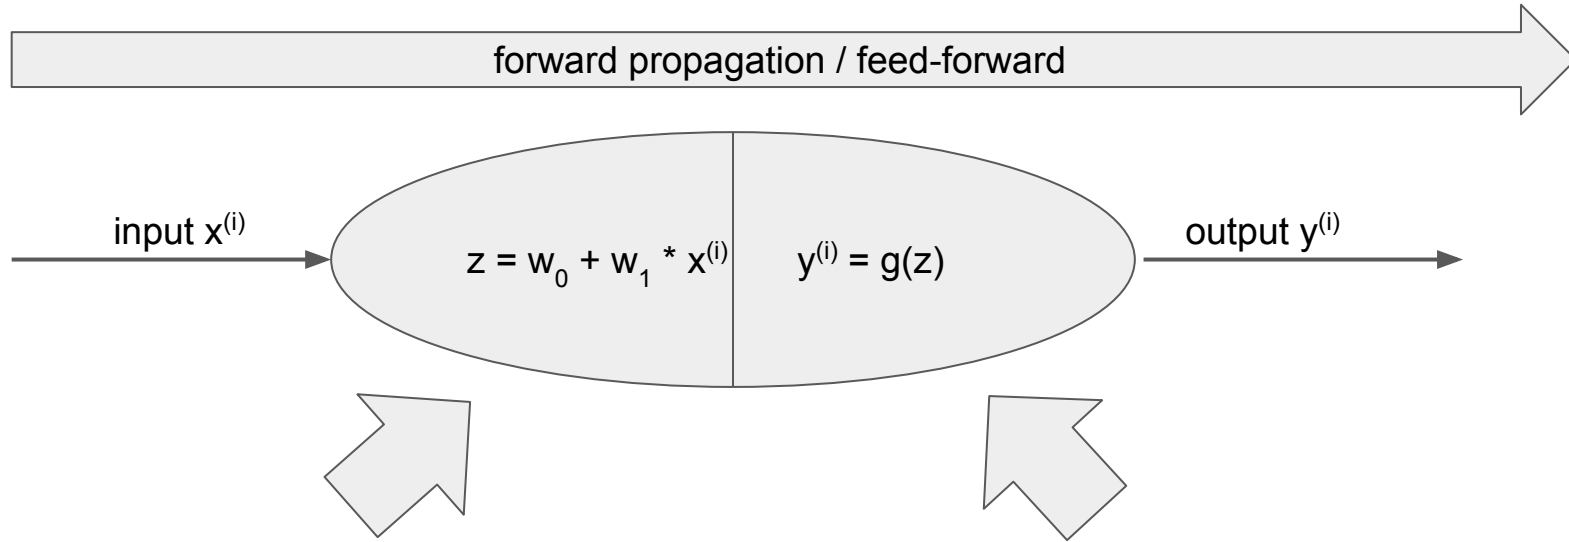 forward propagation / feed-forward
input x⁽ⁱ⁾
z = w₀ + w₁ * x⁽ⁱ⁾
y⁽ⁱ⁾ = g(z)
output y⁽ⁱ⁾